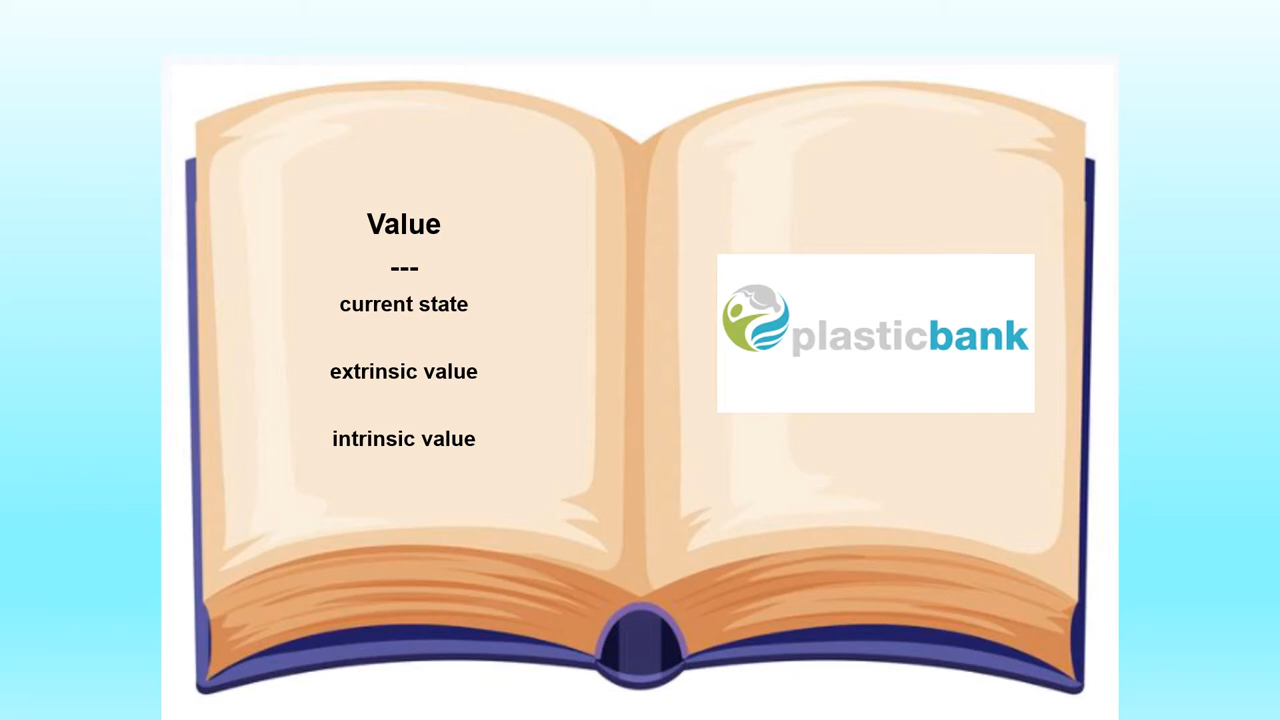 Value
---
current state
extrinsic value
intrinsic value
plasticbank